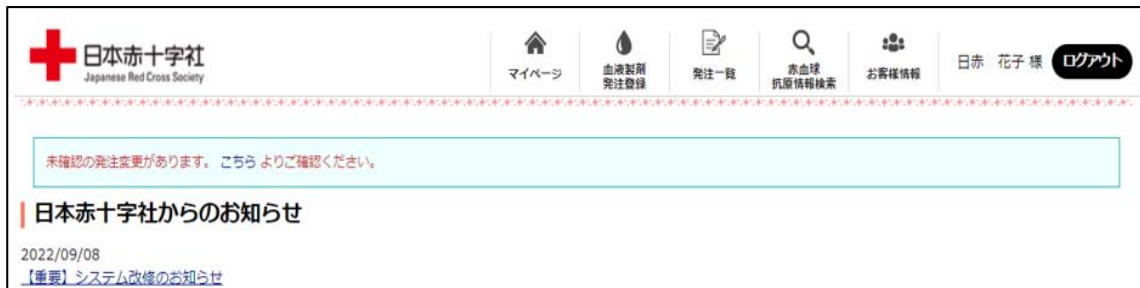 日本赤十字社
Japanese Red Cross Society
マイページ
血液製剤
発注登録
発注一覧
赤血球
抗原情報検索
お客様情報
日赤 花子 様
ログアウト
未確認の発注変更があります。 こちら よりご確認ください。
日本赤十字社からのお知らせ
2022/09/08
【重要】システム改修のお知らせ